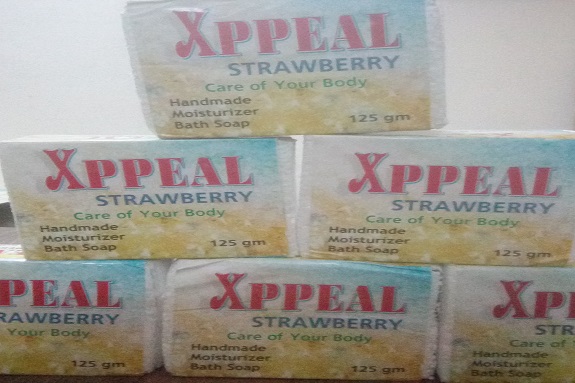 XPPEAL
STRAWBERRY
Care of Your Body
Handmade
Moisturizer
Bath Soap
125 gm
XPPEAL
STRAWBERRY
Care of Your Body
Handmade
Moisturizer
Bath Soap
125 gm
XPPEAL
STRAWBERRY
Care of Your Body
Handmade
Moisturizer
Bath Soap
125 gm
PPEAL
RAWBERRY
Your Body
125 gm
XPPEAL
STRAWBERRY
Care of Your Body
Handmade
Moisturizer
Bath Soap
125 gm
XPP
STR
Care of
Handmade
Moisturizer
Bath Soap